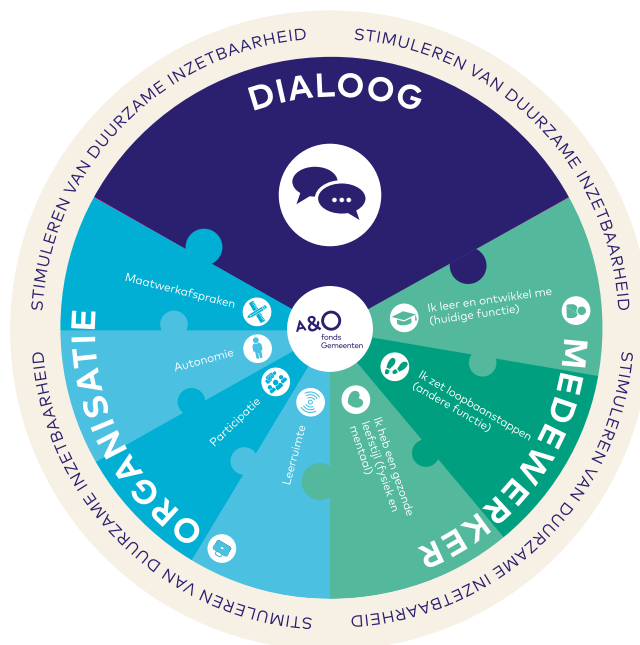 STIMULEREN VAN DUURZAME INZETBAARHEID
STIMULEREN VAN DUURZAME INZETBAARHEID
DIALOOG
Maatwerkafspraken
Autonomie
Participatie
Leerruimte
ORGANISATIE
A&O
fonds
Gemeenten
Ik leer en ontwikkel me
(huidige functie)
Ik zet loopbaanstappen
(andere functie)
Ik heb een gezonde
leefstijl (fysiek en
mentaal)
MEDEWERKER
STIMULEREN VAN DUURZAME INZETBAARHEID
STIMULEREN VAN DUURZAME INZETBAARHEID